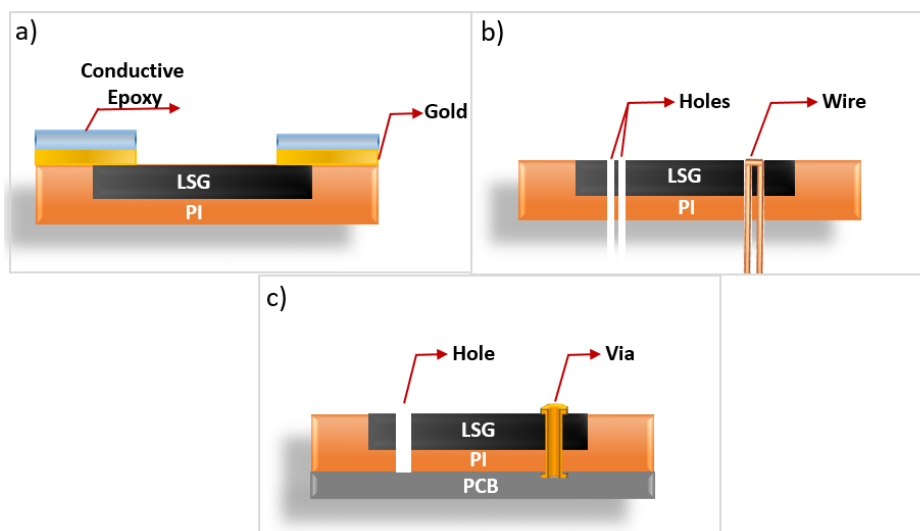 a)
Conductive
Epoxy
Gold
LSG
PI
b)
Holes
Wire
LSG
PI
c)
Hole
Via
LSG
PI
PCB